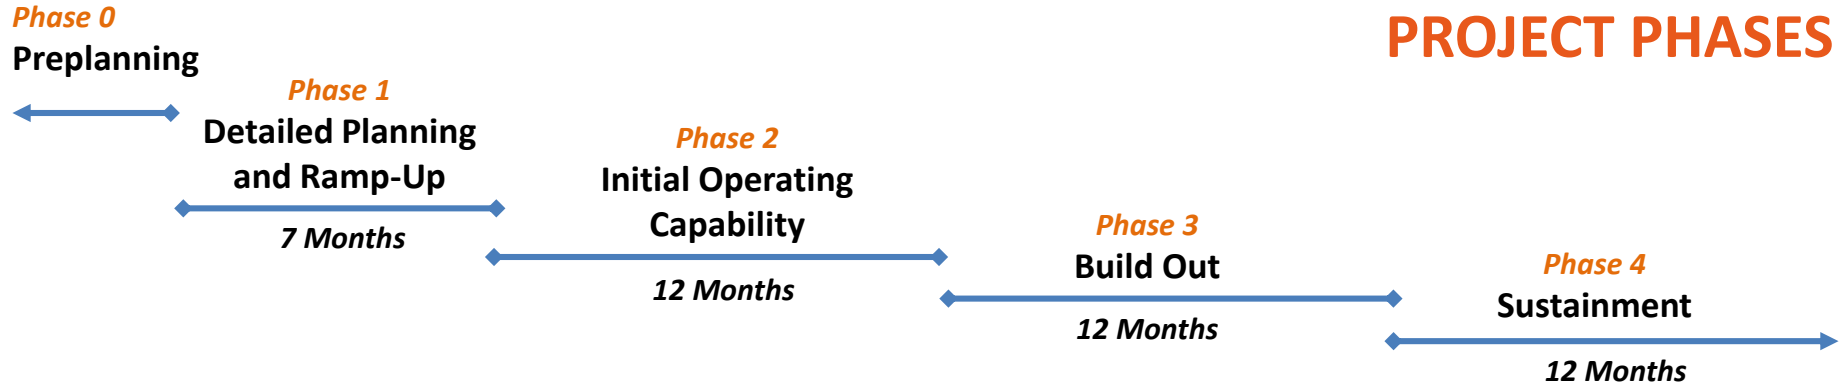 PROJECT PHASES
Phase 0
Preplanning
Phase 1
Detailed Planning
and Ramp-Up
7 Months
Phase 2
Initial Operating
Capability
12 Months
Phase 3
Build Out
12 Months
Phase 4
Sustainment
12 Months